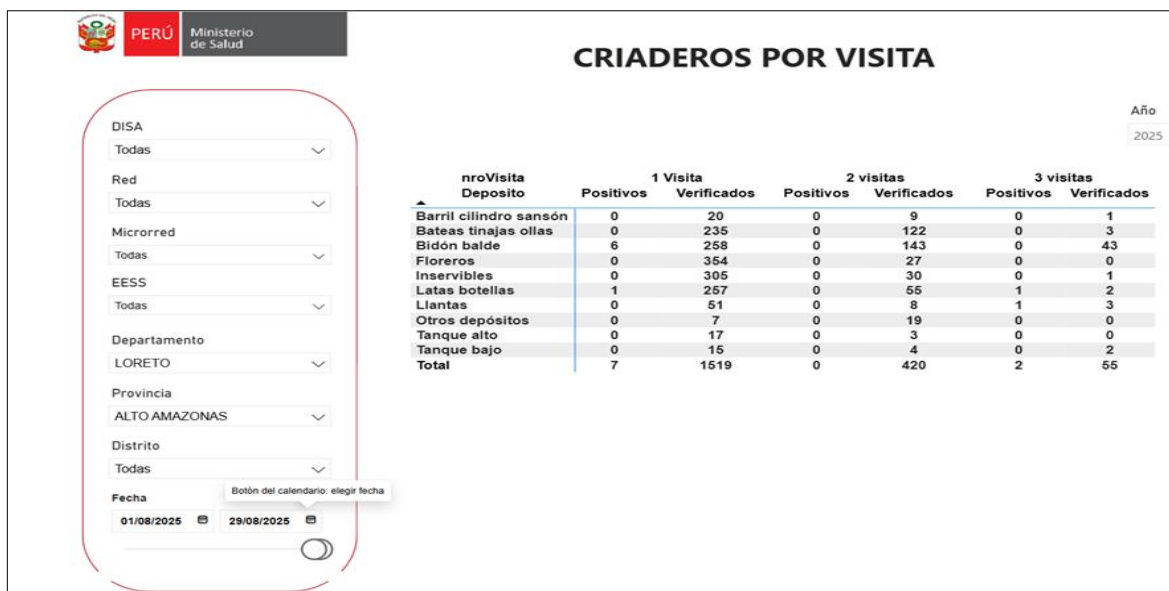 PERÚ Ministerio
de Salud
CRIADEROS POR VISITA
Año
2025
DISA
Todas
Red
Todas
Microrred
Todas
EESS
Todas
Departamento
LORETO
Provincia
ALTO AMAZONAS
Distrito
Todas
Botón del calendario: elegir fecha
Fecha
01/08/2025 29/08/2025
nroVisita 1 Visita 2 visitas 3 visitas
Deposito Positivos Verificados Positivos Verificados Positivos Verificados
Barril cilindro sansón 0 20 0 9 0 1
Bateas tinajas ollas 0 235 0 122 0 3
Bidón balde 6 258 0 143 0 43
Floreros 0 354 0 27 0 0
Inservibles 0 305 0 30 0 1
Latas botellas 1 257 0 55 1 2
Llantas 0 51 0 8 1 3
Otros depósitos 0 7 0 19 0 0
Tanque alto 0 17 0 3 0 0
Tanque bajo 0 15 0 4 0 2
Total 7 1519 0 420 2 55